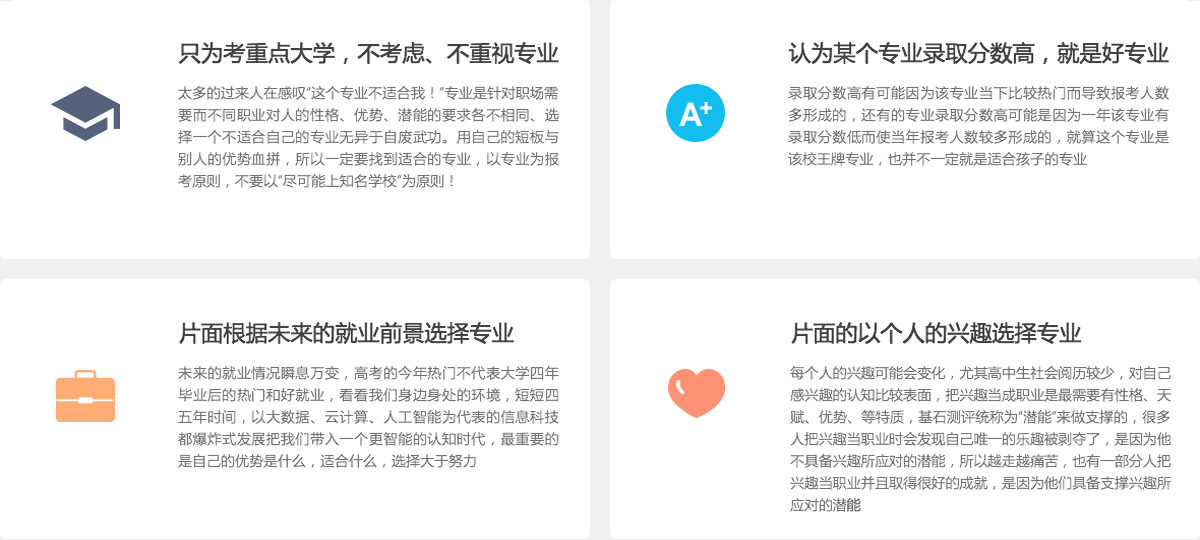 只为考重点大学，不考虑、不重视专业
太多的过来人在感叹“这个专业不适合我！”专业是针对职场需
要而不同职业对人的性格、优势、潜能的要求各不相同、选
择一个不适合自己的专业无异于自废武功。用自己的短板与
别人的优势血拼，所以一定要找到适合的专业，以专业为报
考原则，不要以“尽可能上知名学校”为原则！
A+
认为某个专业录取分数高，就是好专业
录取分数高有可能因为该专业当下比较热门而导致报考人数
多形成的，还有的专业录取分数高可能是因为一年该专业有
录取分数低而使当年报考人数较多形成的，就算这个专业是
该校王牌专业，也并不一定就是适合孩子的专业
片面根据未来的就业前景选择专业
未来的就业情况瞬息万变，高考的今年热门不代表大学四年
毕业后的热门和好就业，看看我们身边身处的环境，短短四
五年时间，以大数据、云计算、人工智能为代表的信息科技
都爆炸式发展把我们带入一个更智能的认知时代，最重要的
是自己的优势是什么，适合什么，选择大于努力
片面的以个人的兴趣选择专业
每个人的兴趣可能会变化，尤其高中生社会阅历较少，对自己
感兴趣的认知比较表面，把兴趣当成职业是最需要有性格、天
赋、优势、等特质，基石测评统称为“潜能”来做支撑的，很多
人把兴趣当职业时会发现自己唯一的乐趣被剥夺了，是因为他
不具备兴趣所应对的潜能，所以越走越痛苦，也有一部分人把
兴趣当职业并且取得很好的成就，是因为他们具备支撑兴趣所
应对的潜能